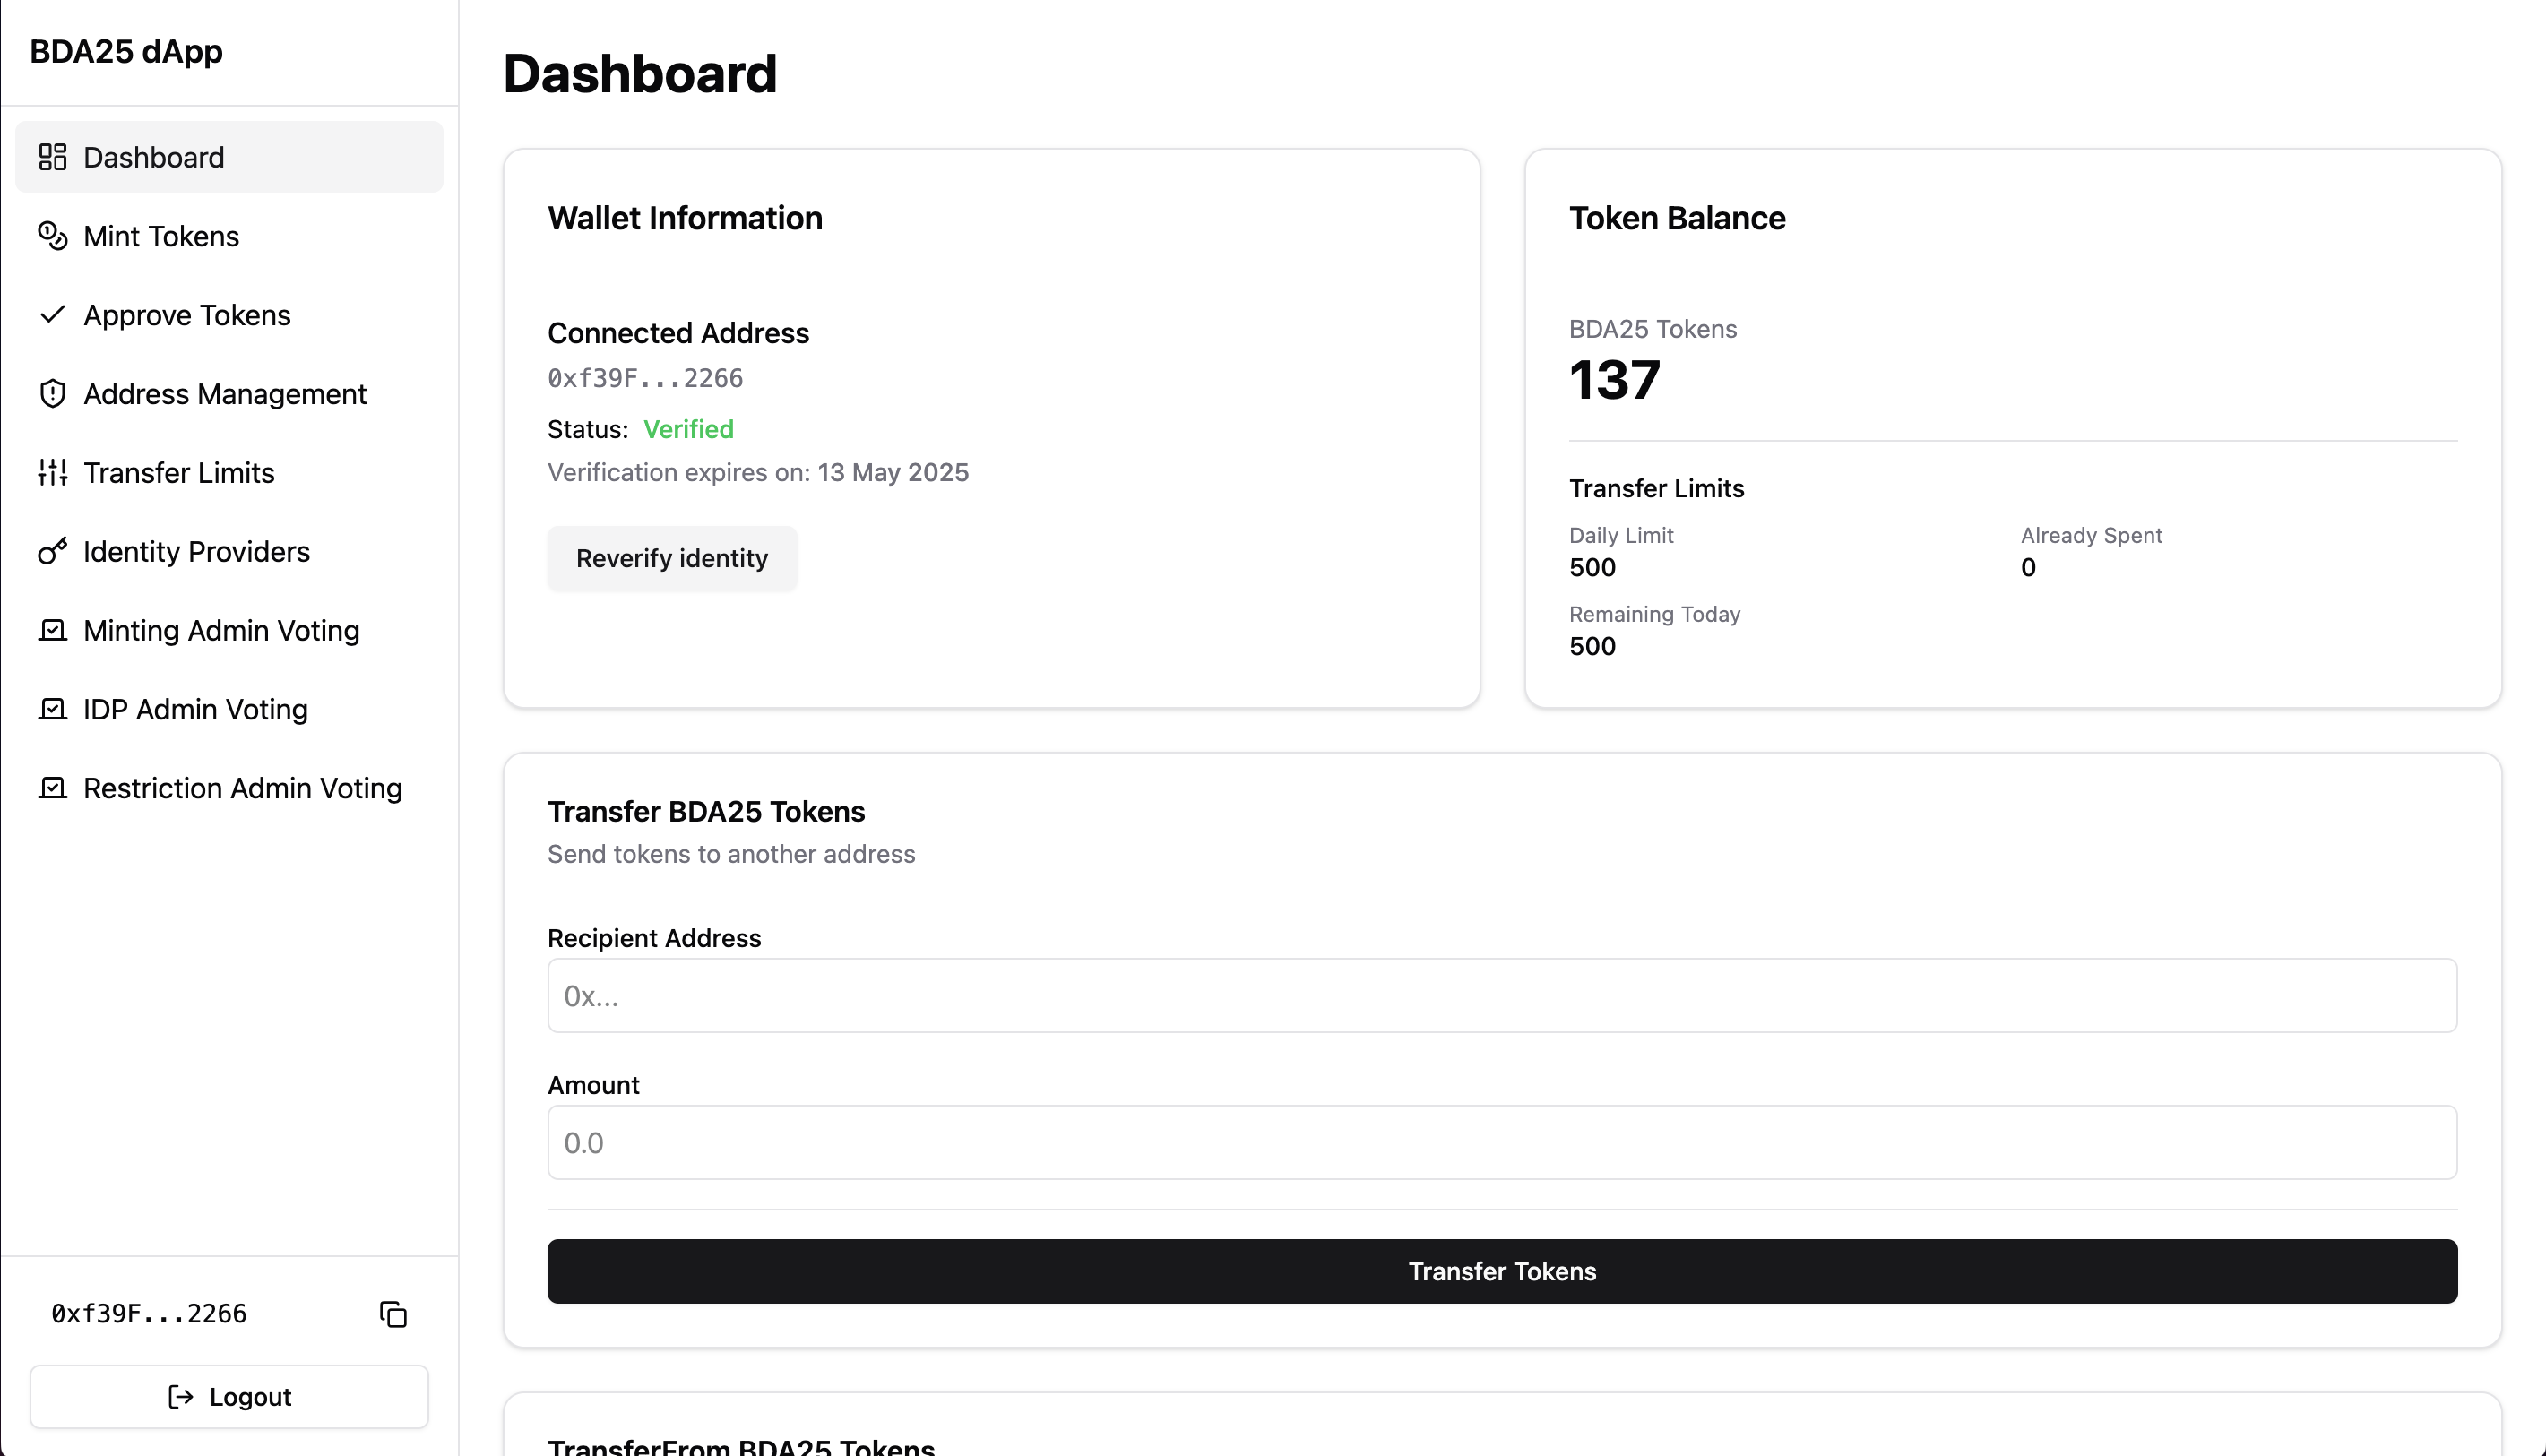 BDA25 dApp
Dashboard
Mint Tokens
Approve Tokens
Address Management
Transfer Limits
Identity Providers
Minting Admin Voting
IDP Admin Voting
Restriction Admin Voting
0xf39F...2266
Logout
Dashboard
Wallet Information
Connected Address
0xf39F...2266
Status: Verified
Verification expires on: 13 May 2025
Reverify identity
Token Balance
BDA25 Tokens
137
Transfer Limits
Daily Limit
500
Already Spent
0
Remaining Today
500
Transfer BDA25 Tokens
Send tokens to another address
Recipient Address
0x...
Amount
0.0
Transfer Tokens
TransferFrom BDA25 Tokens